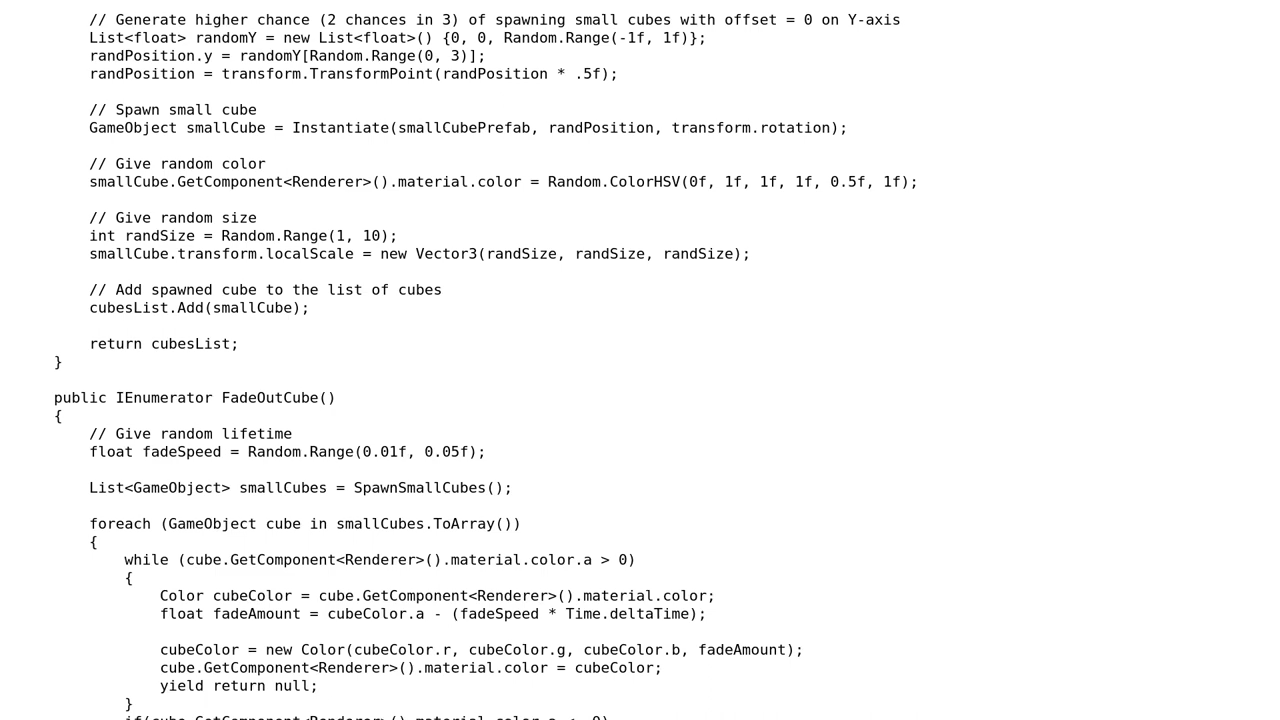 // Generate higher chance (2 chances in 3) of spawning small cubes with offset = 0 on Y-axis
List<float> randomY = new List<float>() {0, 0, Random.Range(-1f, 1f)};
randPosition.y = randomY[Random.Range(0, 3)];
randPosition = transform.TransformPoint(randPosition * .5f);
// Spawn small cube
GameObject smallCube = Instantiate(smallCubePrefab, randPosition, transform.rotation);
// Give random color
smallCube.GetComponent<Renderer>().material.color = Random.ColorHSV(0f, 1f, 1f, 1f, 0.5f, 1f);
// Give random size
int randSize = Random.Range(1, 10);
smallCube.transform.localScale = new Vector3(randSize, randSize, randSize);
// Add spawned cube to the list of cubes
cubesList.Add(smallCube);
return cubesList;
}
public IEnumerator FadeOutCube()
{
// Give random lifetime
float fadeSpeed = Random.Range(0.01f, 0.05f);
List<GameObject> smallCubes = SpawnSmallCubes();
foreach (GameObject cube in smallCubes.ToArray())
{
while (cube.GetComponent<Renderer>().material.color.a > 0)
{
Color cubeColor = cube.GetComponent<Renderer>().material.color;
float fadeAmount = cubeColor.a - (fadeSpeed * Time.deltaTime);
cubeColor = new Color(cubeColor.r, cubeColor.g, cubeColor.b, fadeAmount);
cube.GetComponent<Renderer>().material.color = cubeColor;
yield return null;
}